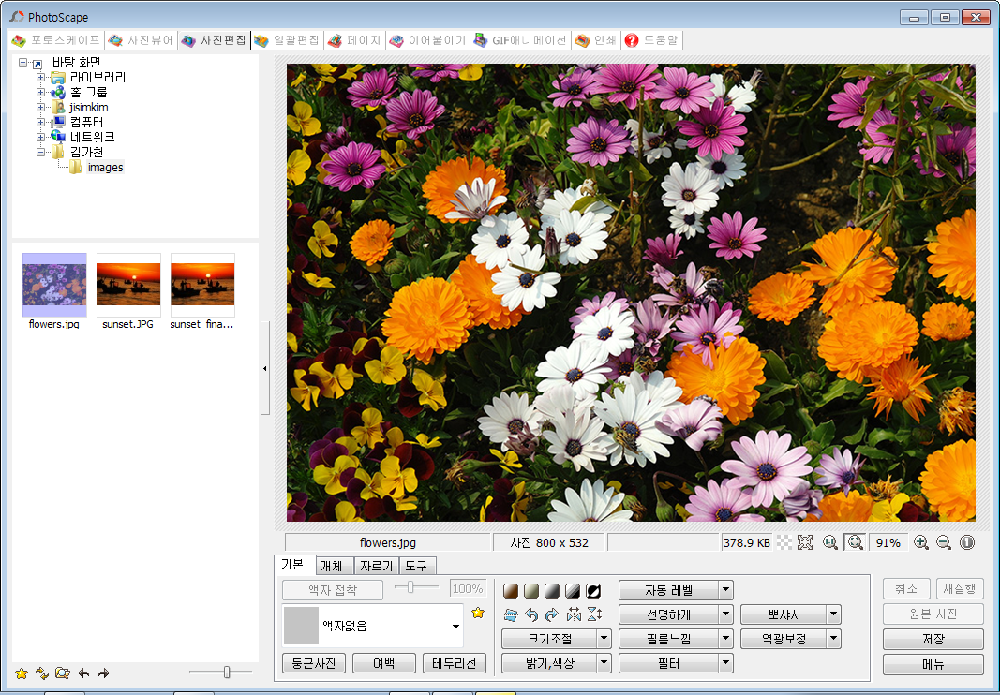 PhotoScape
포토스케이프 사진뷰어 사진편집 일괄편집 페이지 이어붙이기 GIF애니메이션 인쇄 도움말
바탕 화면
라이브러리
홈 그룹
jisimkim
컴퓨터
네트워크
김가천
images
flowers.jpg sunset.JPG sunset_fina...
flowers.jpg 사진 800 x 532 378.9 KB 91%
기본 개체 자르기 도구
액자 접착 100%
액자없음
둥근사진 여백 테두리선
자동 레벨
선명하게 뽀샤시
크기조절 필름느낌 역광보정
밝기,색상 필터
취소 재실행
원본 사진
저장
메뉴